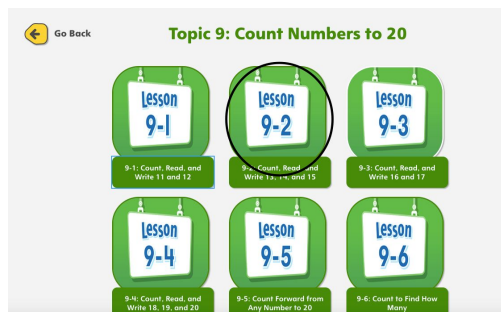 Go Back
Topic 9: Count Numbers to 20
Lesson
9-1
Lesson
9-2
Lesson
9-3
9-1: Count, Read, and
Write 11 and 12
9-2: Count, Read, and
Write 13, 14, and 15
9-3: Count, Read, and
Write 16 and 17
Lesson
9-4
Lesson
9-5
Lesson
9-6
9-4: Count, Read, and
Write 18, 19, and 20
9-5: Count Forward from
Any Number to 20
9-6: Count to Find How
Many